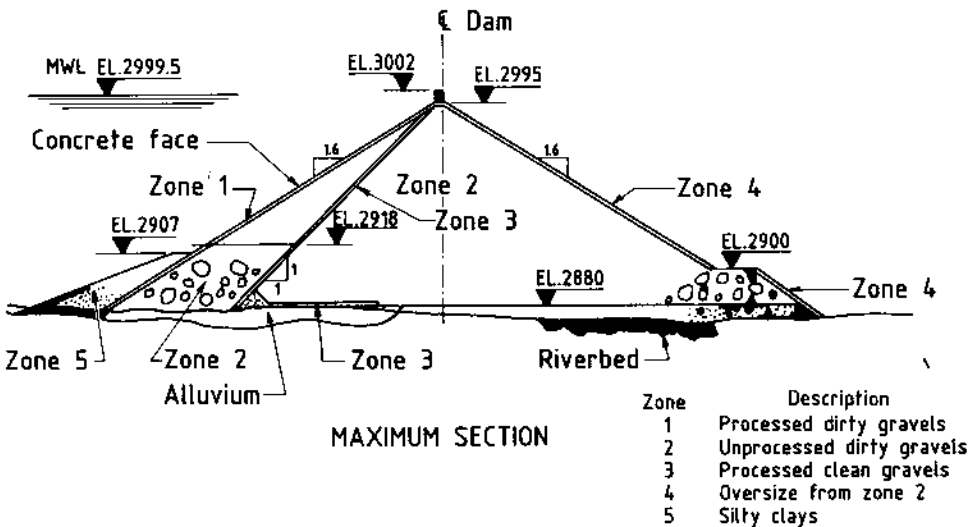 ℄ Dam
MWL EL.2999.5
EL.3002
EL.2995
Concrete face
1.6
1.6
Zone 1
Zone 2
Zone 4
Zone 3
EL.2907
EL.2918
EL.2900
1
1
EL.2880
Zone 4
Zone 5
Zone 2
Zone 3
Riverbed
Alluvium
MAXIMUM SECTION
Zone Description
1 Processed dirty gravels
2 Unprocessed dirty gravels
3 Processed clean gravels
4 Oversize from zone 2
5 Silty clays